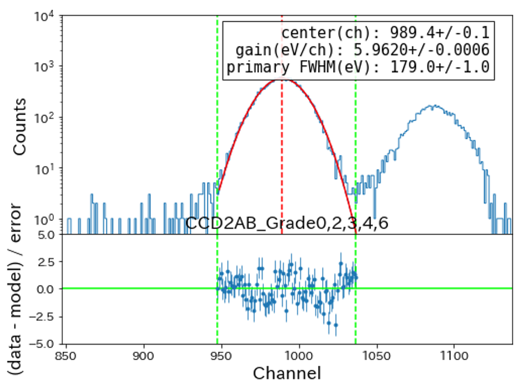 10⁴
center(ch): 989.4+/-0.1
gain(eV/ch): 5.9620+/-0.0006
primary FWHM(eV): 179.0+/-1.0
10³
Counts
10²
10¹
10⁰
CCD2AB_Grade0,2,3,4,6
(data - model) / error
5.0
2.5
0.0
−2.5
−5.0
850 900 950 1000 1050 1100
Channel